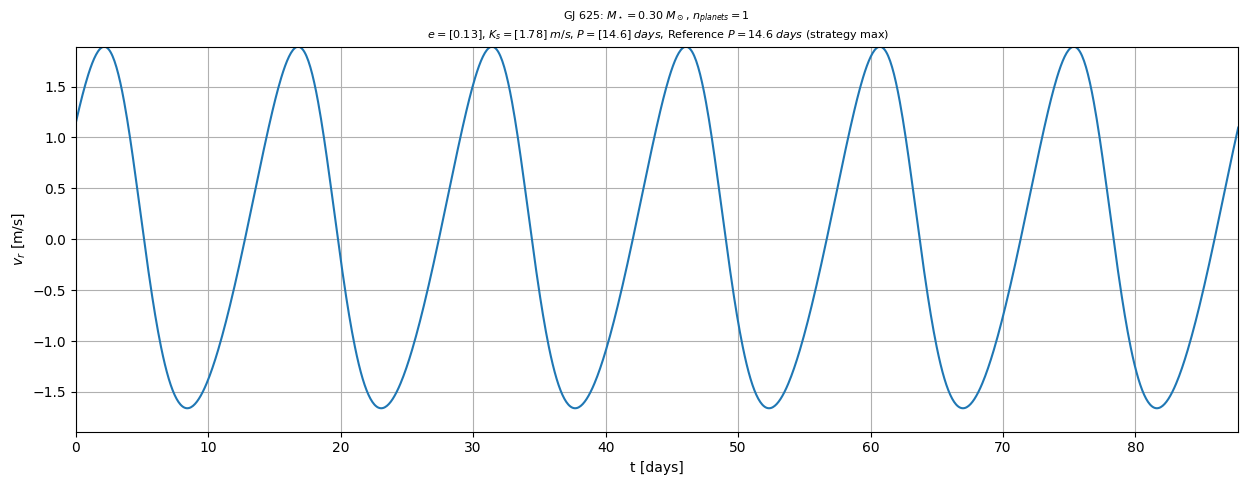 GJ 625: $M_⋆ = 0.30 M_⊙$, $n_{planets} = 1$
$e = [0.13]$, $K_s = [1.78] m/s$, $P = [14.6] days$, Reference $P = 14.6 days$ (strategy max)
1.5
1.0
0.5
0.0
−0.5
−1.0
−1.5
$v_r$ [m/s]
0 10 20 30 40 50 60 70 80
t [days]